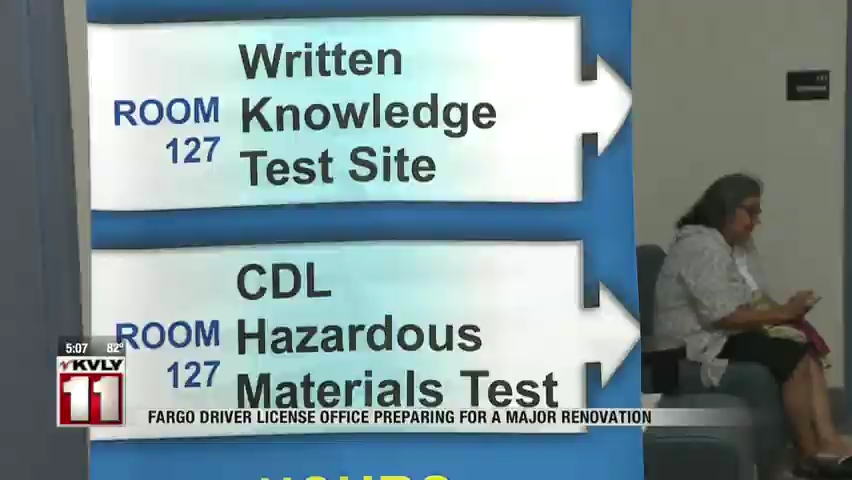 Written
ROOM Knowledge
127 Test Site
CDL
ROOM Hazardous
127 Materials Test
HOURS
5:07 82°
KVLY
11
FARGO DRIVER LICENSE OFFICE PREPARING FOR A MAJOR RENOVATION